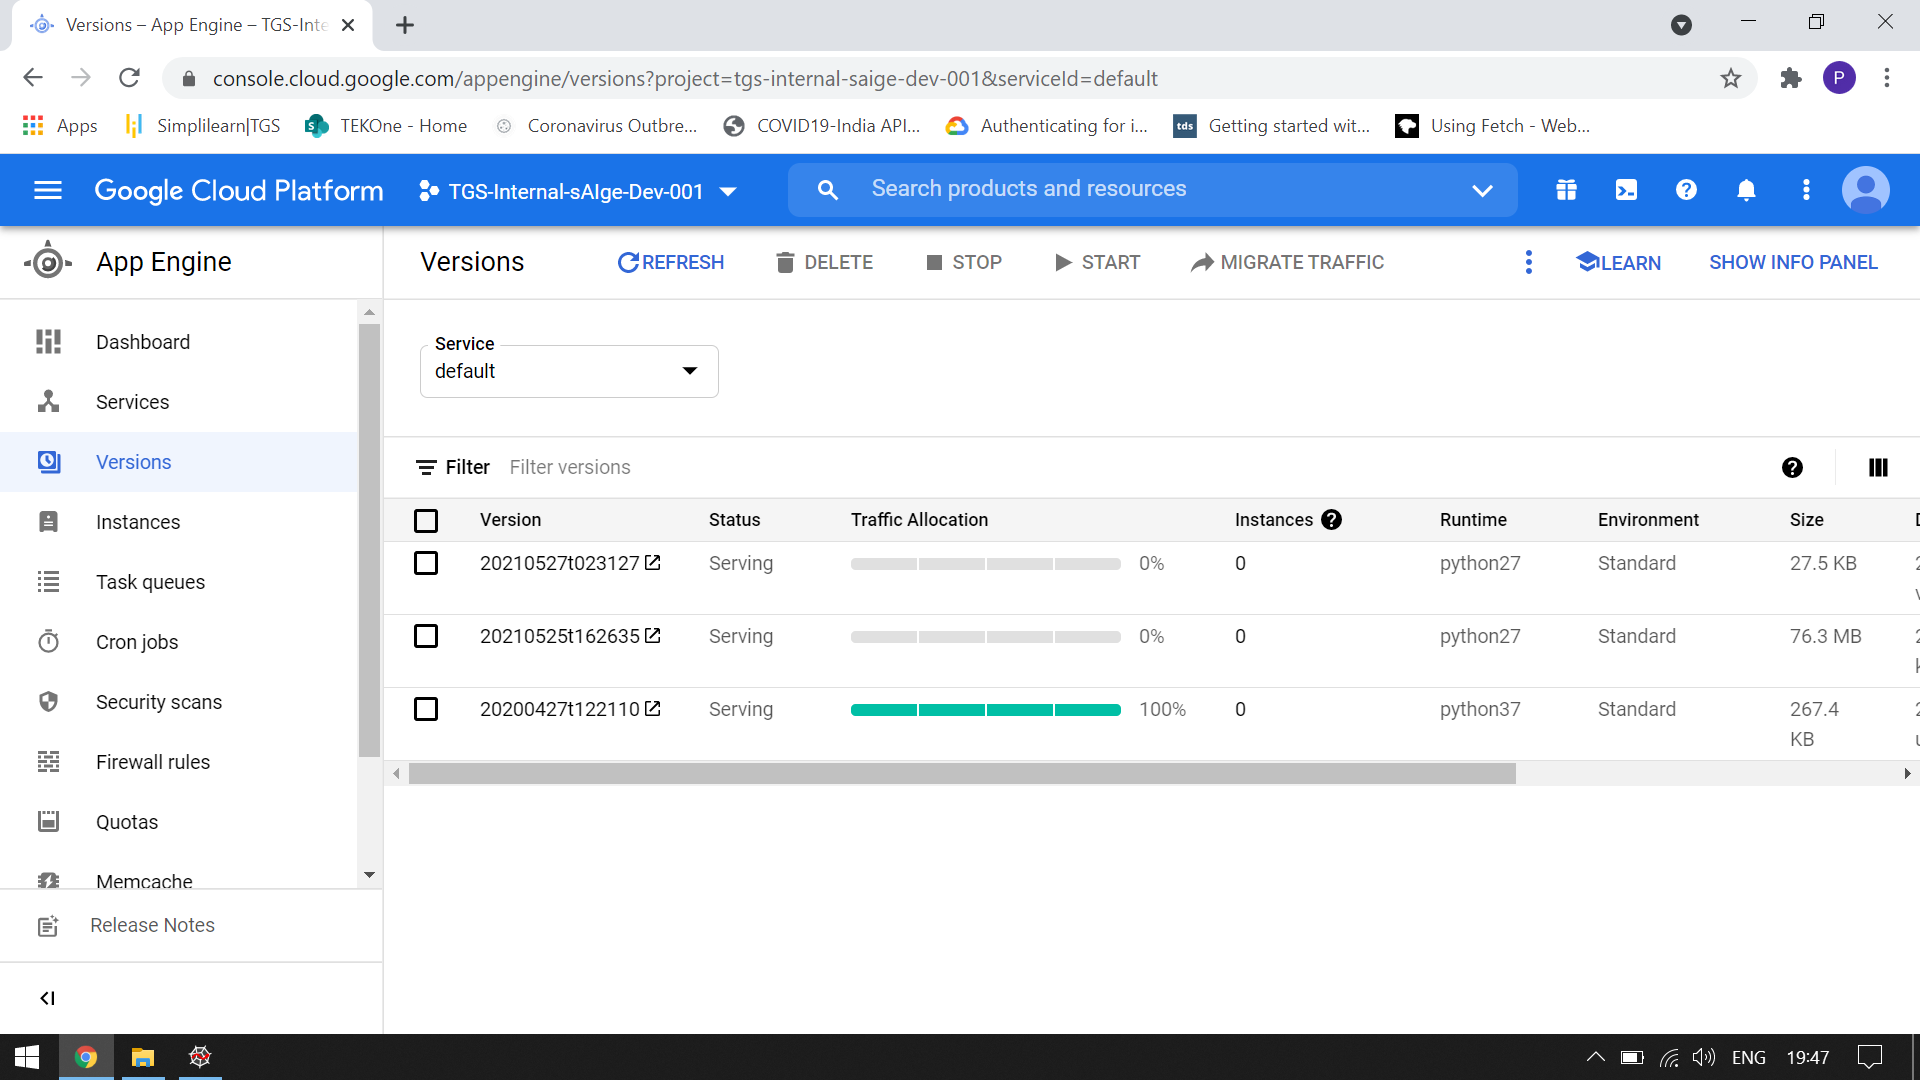 Versions – App Engine – TGS-Inte
console.cloud.google.com/appengine/versions?project=tgs-internal-saige-dev-001&serviceId=default
P
Apps
Simplilearn|TGS
TEKOne - Home
Coronavirus Outbre...
COVID19-India API...
Authenticating for i...
tds
Getting started wit...
Using Fetch - Web...
Google Cloud Platform
TGS-Internal-sAIge-Dev-001
Search products and resources
App Engine
Versions
REFRESH
DELETE
STOP
START
MIGRATE TRAFFIC
LEARN
SHOW INFO PANEL
Dashboard
Services
Versions
Instances
Task queues
Cron jobs
Security scans
Firewall rules
Quotas
Memcache
Release Notes
Service
default
Filter Filter versions
Version Status Traffic Allocation Instances Runtime Environment Size
20210527t023127 Serving 0% 0 python27 Standard 27.5 KB
20210525t162635 Serving 0% 0 python27 Standard 76.3 MB
20200427t122110 Serving 100% 0 python37 Standard 267.4
KB
ENG 19:47